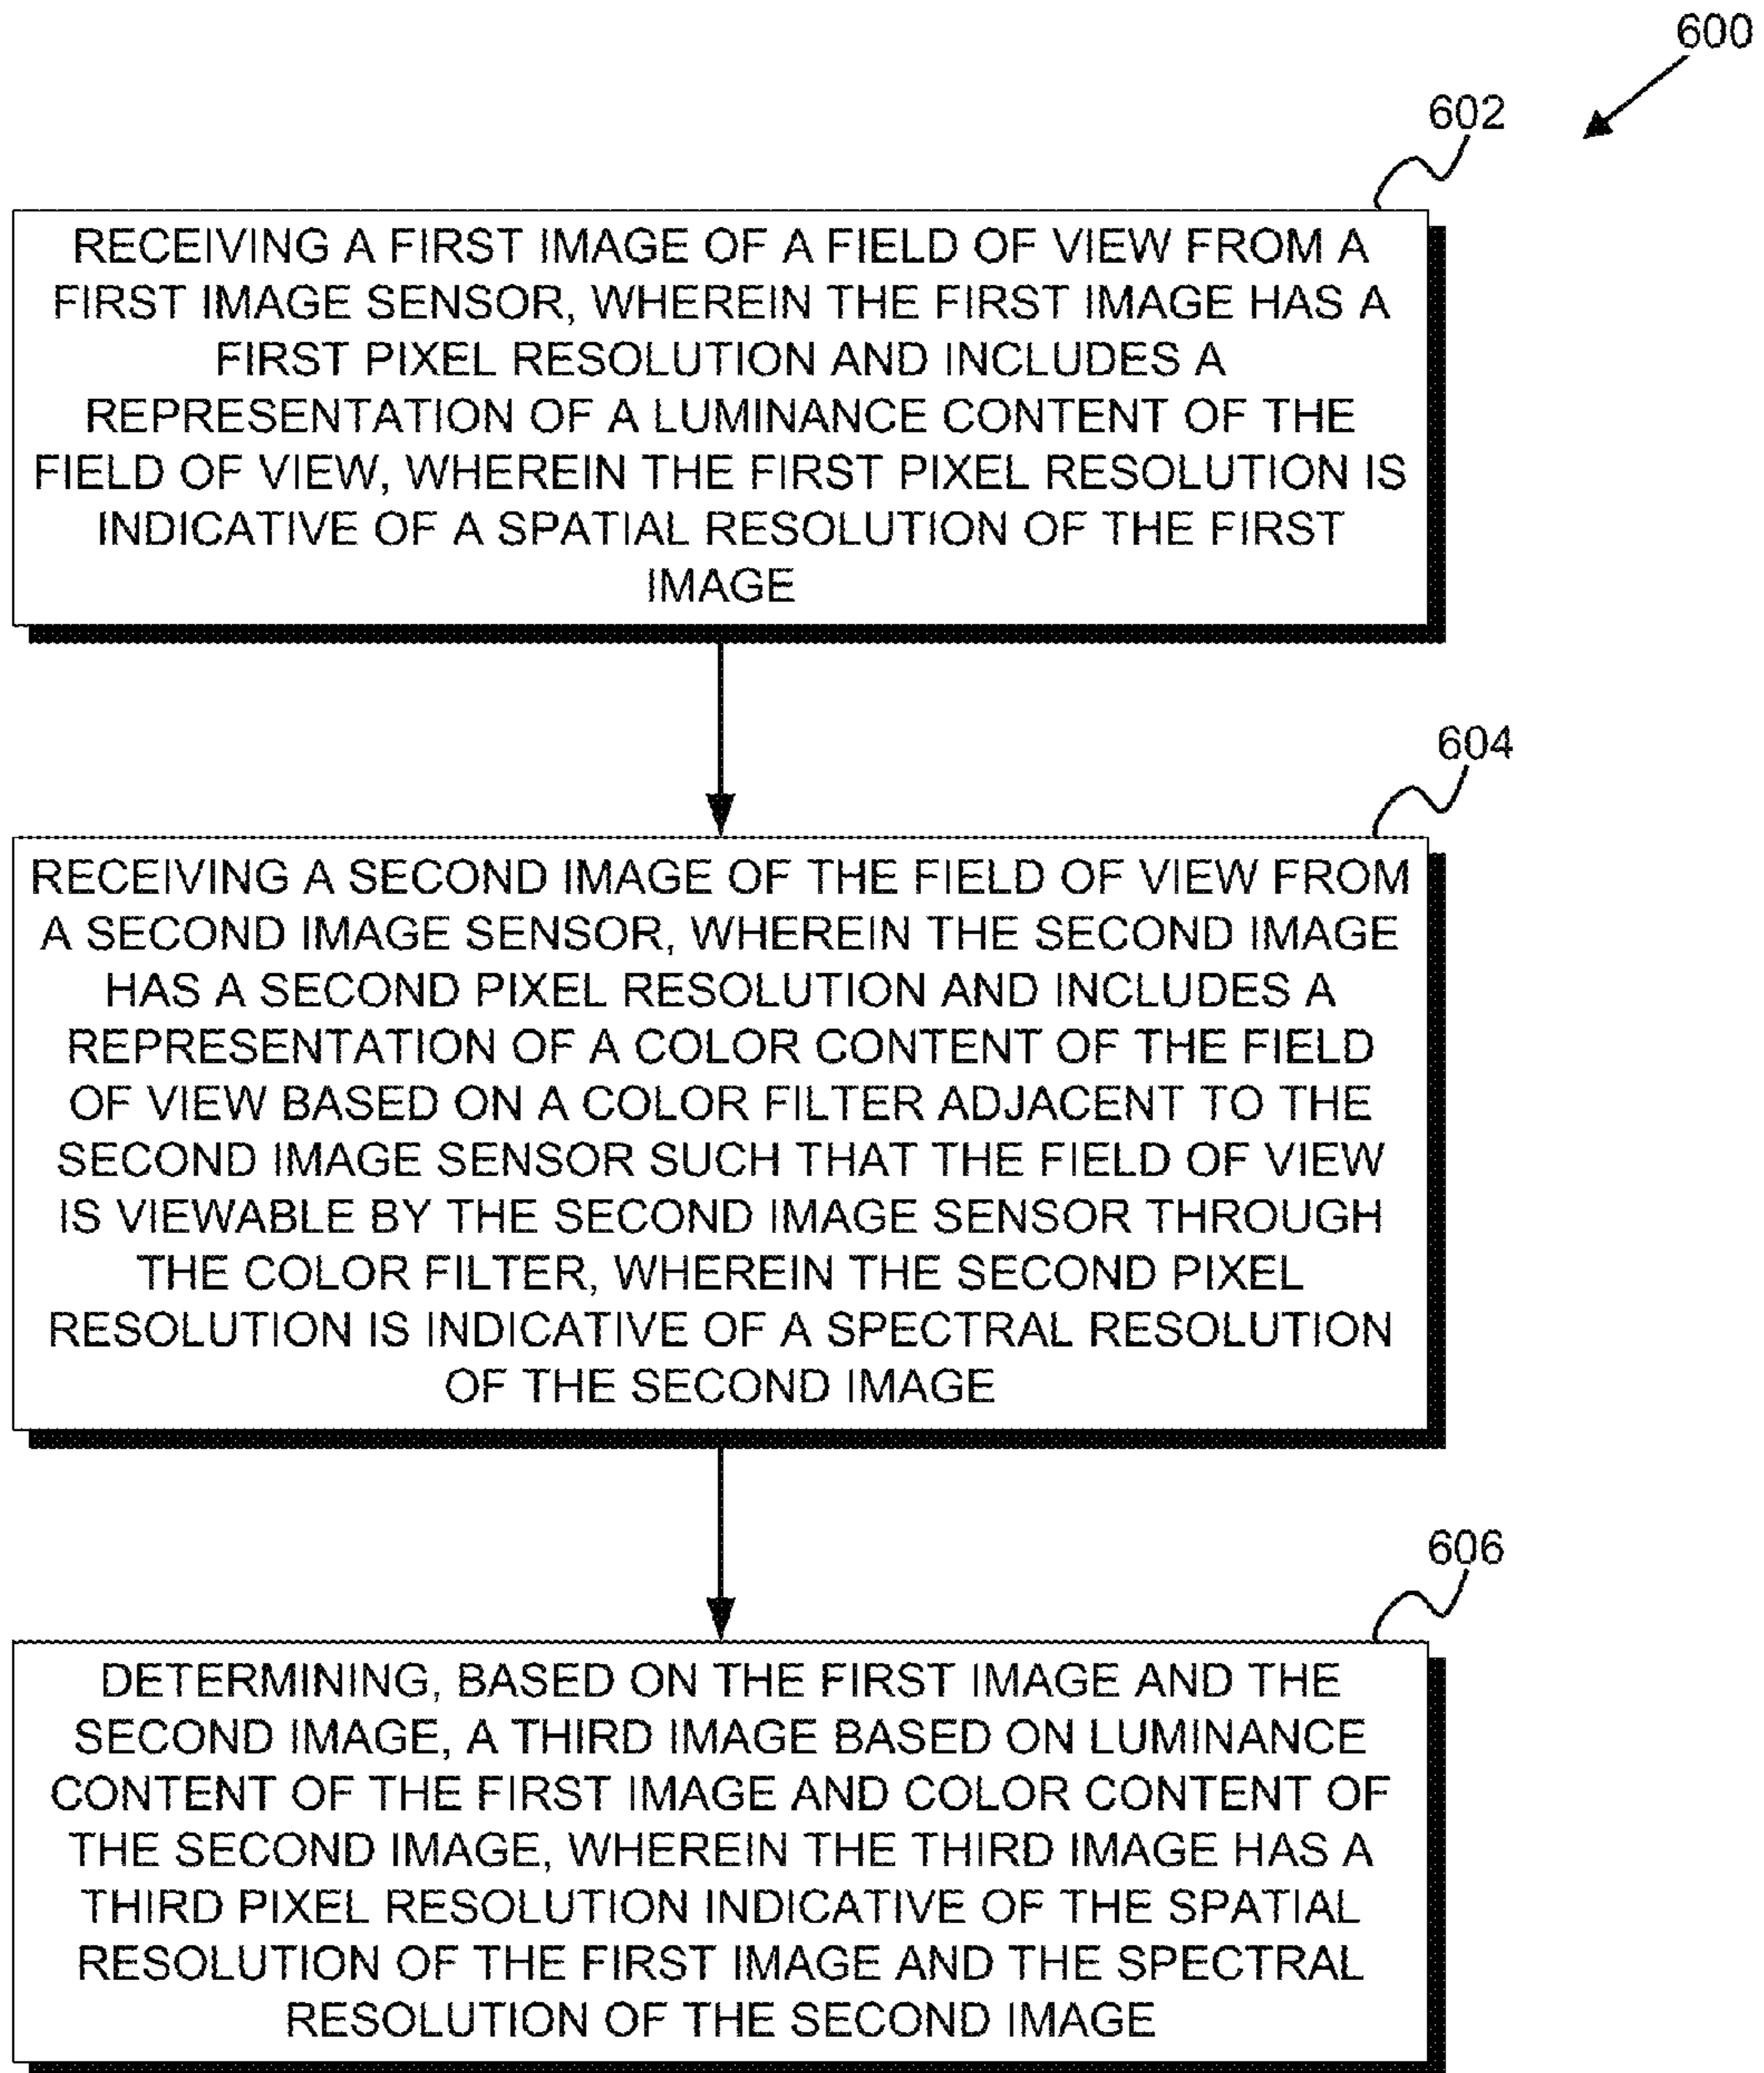 600
602
RECEIVING A FIRST IMAGE OF A FIELD OF VIEW FROM A
FIRST IMAGE SENSOR, WHEREIN THE FIRST IMAGE HAS A
FIRST PIXEL RESOLUTION AND INCLUDES A
REPRESENTATION OF A LUMINANCE CONTENT OF THE
FIELD OF VIEW, WHEREIN THE FIRST PIXEL RESOLUTION IS
INDICATIVE OF A SPATIAL RESOLUTION OF THE FIRST
IMAGE
604
RECEIVING A SECOND IMAGE OF THE FIELD OF VIEW FROM
A SECOND IMAGE SENSOR, WHEREIN THE SECOND IMAGE
HAS A SECOND PIXEL RESOLUTION AND INCLUDES A
REPRESENTATION OF A COLOR CONTENT OF THE FIELD
OF VIEW BASED ON A COLOR FILTER ADJACENT TO THE
SECOND IMAGE SENSOR SUCH THAT THE FIELD OF VIEW
IS VIEWABLE BY THE SECOND IMAGE SENSOR THROUGH
THE COLOR FILTER, WHEREIN THE SECOND PIXEL
RESOLUTION IS INDICATIVE OF A SPECTRAL RESOLUTION
OF THE SECOND IMAGE
606
DETERMINING, BASED ON THE FIRST IMAGE AND THE
SECOND IMAGE, A THIRD IMAGE BASED ON LUMINANCE
CONTENT OF THE FIRST IMAGE AND COLOR CONTENT OF
THE SECOND IMAGE, WHEREIN THE THIRD IMAGE HAS A
THIRD PIXEL RESOLUTION INDICATIVE OF THE SPATIAL
RESOLUTION OF THE FIRST IMAGE AND THE SPECTRAL
RESOLUTION OF THE SECOND IMAGE